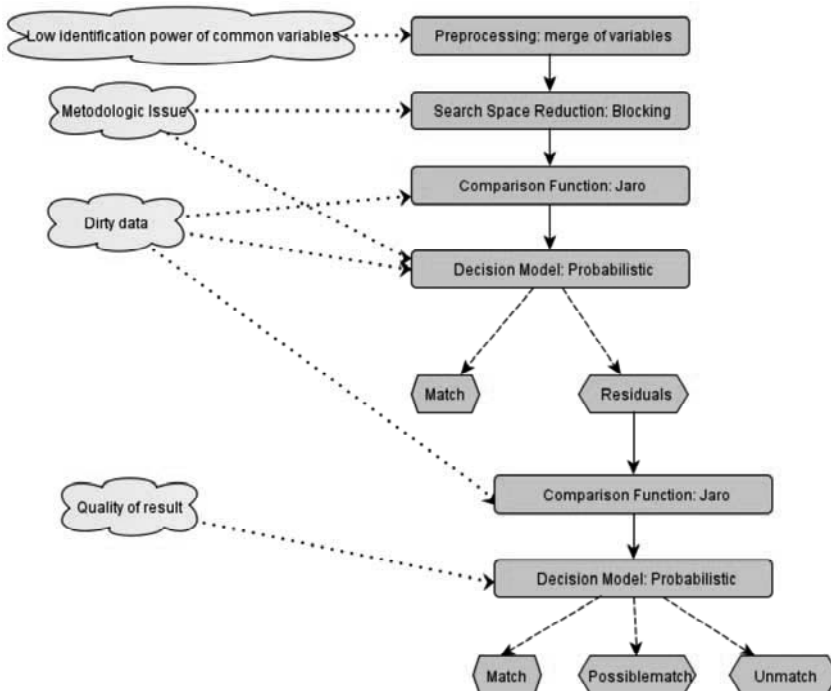 Low identification power of common variables
Preprocessing: merge of variables
Metodologic Issue
Search Space Reduction: Blocking
Comparison Function: Jaro
Dirty data
Decision Model: Probabilistic
Match
Residuals
Comparison Function: Jaro
Quality of result
Decision Model: Probabilistic
Match
Possiblematch
Unmatch